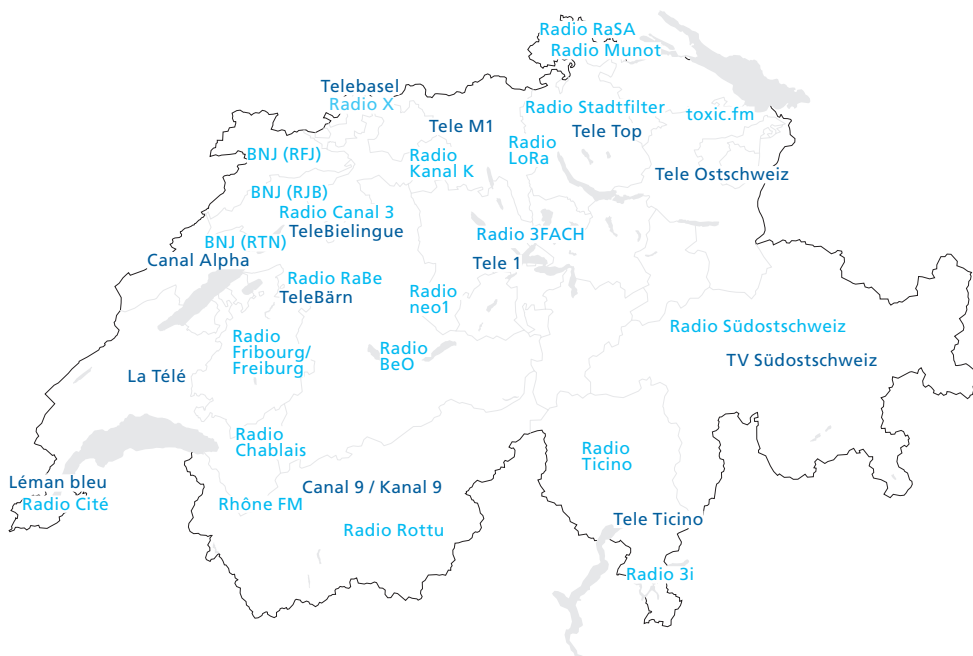 Radio RaSA
Radio Munot
Telebasel
Radio X
Radio Stadtfilter
toxic.fm
Tele M1
Tele Top
Radio
LoRa
BNJ (RFJ)
Radio
Kanal K
Tele Ostschweiz
BNJ (RJB)
Radio Canal 3
TeleBielingue
Radio 3FACH
BNJ (RTN)
Canal Alpha
Tele 1
Radio RaBe
TeleBärn
Radio
neo1
Radio Südostschweiz
Radio
Fribourg/
Freiburg
Radio
BeO
TV Südostschweiz
La Télé
Radio
Chablais
Radio
Ticino
Léman bleu
Radio Cité
Canal 9 / Kanal 9
Rhône FM
Tele Ticino
Radio Rottu
Radio 3i